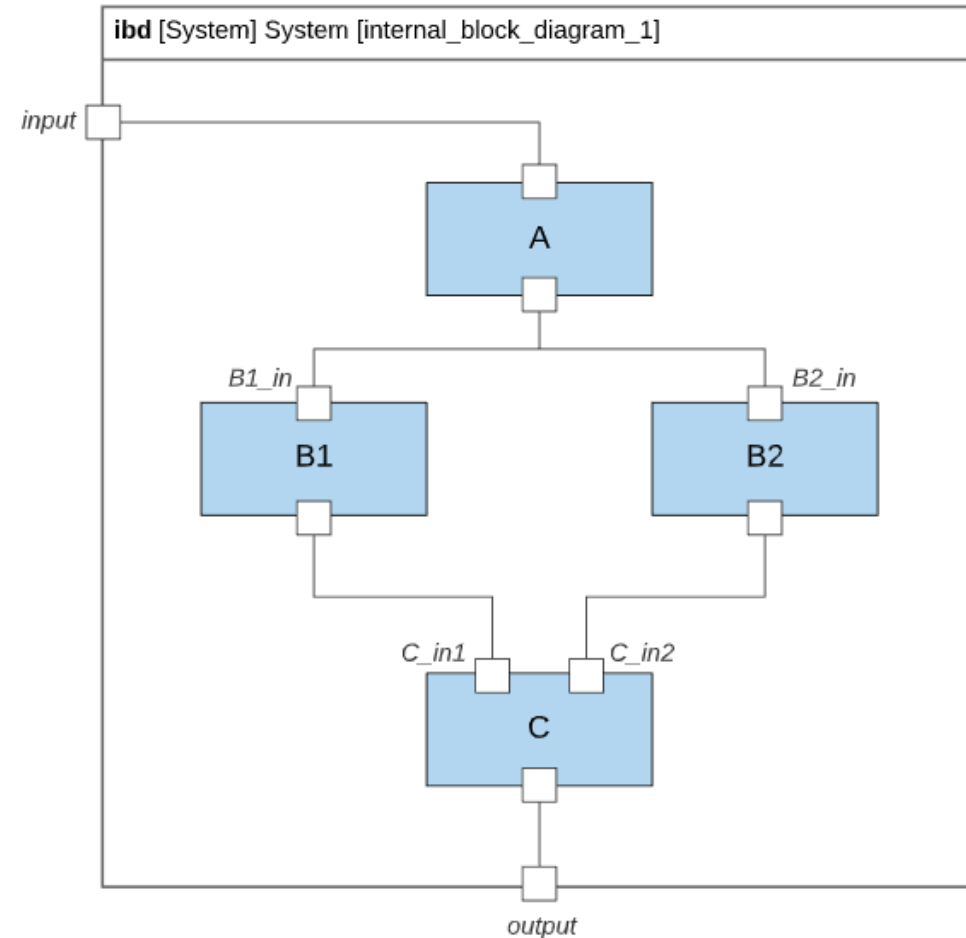 ibd [System] System [internal_block_diagram_1]
input
A
B1_in
B2_in
B1
B2
C_in1
C_in2
C
output